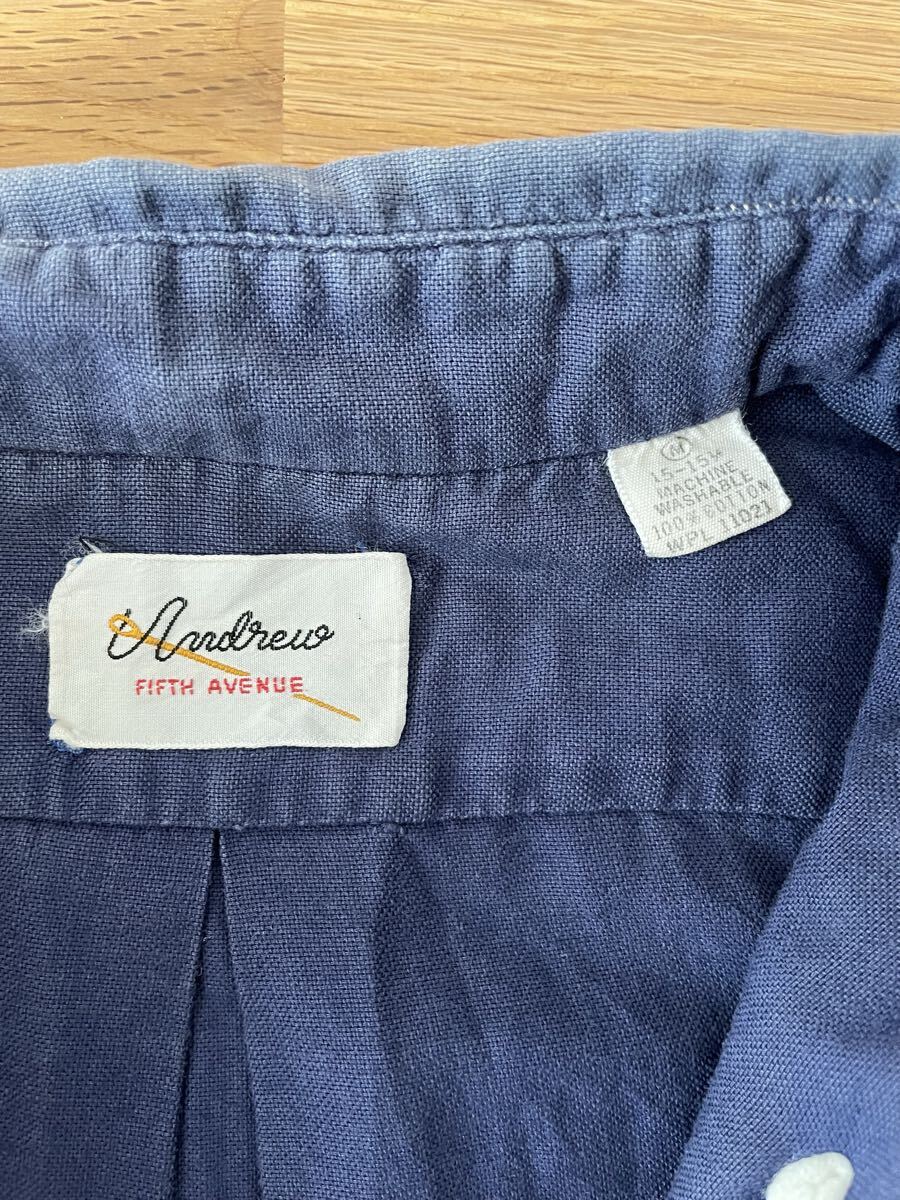 Andrew
FIFTH AVENUE
M
15-15½
MACHINE
WASHABLE
100% COTTON
WPL 11021